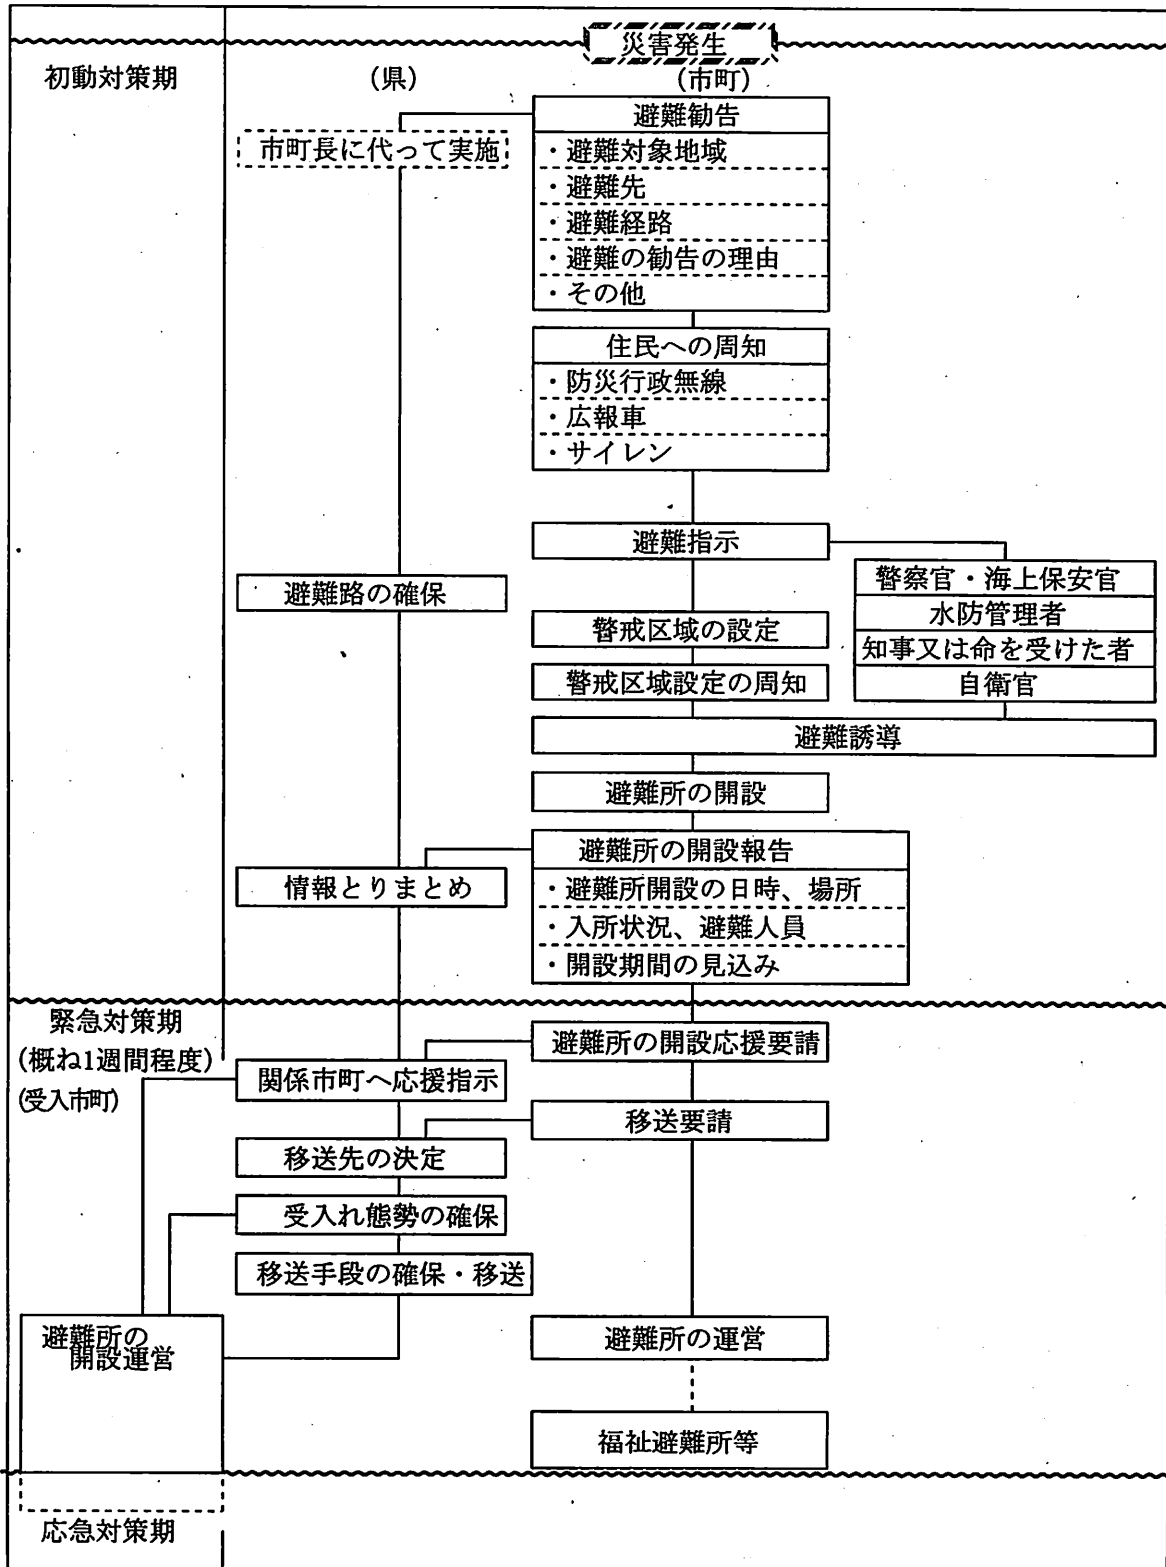 災害発生
初動対策期
(県)
(市町)
避難勧告
市町長に代って実施
・避難対象地域
・避難先
・避難経路
・避難の勧告の理由
・その他
住民への周知
・防災行政無線
・広報車
・サイレン
避難指示
警察官・海上保安官
避難路の確保
水防管理者
警戒区域の設定
知事又は命を受けた者
警戒区域設定の周知
自衛官
避難誘導
避難所の開設
避難所の開設報告
情報とりまとめ
・避難所開設の日時、場所
・入所状況、避難人員
・開設期間の見込み
緊急対策期
(概ね1週間程度)
(受入市町)
避難所の開設応援要請
関係市町へ応援指示
移送要請
移送先の決定
受入れ態勢の確保
移送手段の確保・移送
避難所の
開設運営
避難所の運営
福祉避難所等
応急対策期